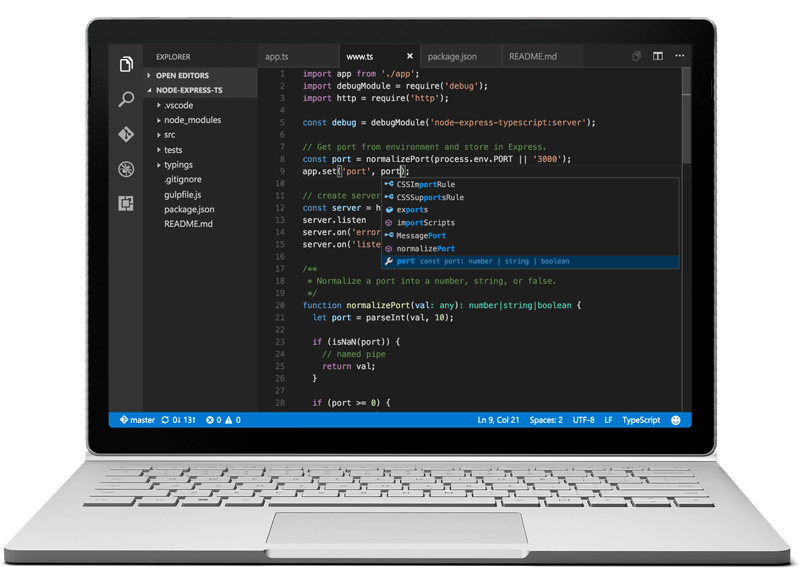 EXPLORER
OPEN EDITORS
NODE-EXPRESS-TS
.vscode
node_modules
src
tests
typings
.gitignore
gulpfile.js
package.json
README.md
app.ts www.ts × package.json README.md
1 import app from './app';
2 import debugModule = require('debug');
3 import http = require('http');
4
5 const debug = debugModule('node-express-typescript:server');
6
7 // Get port from environment and store in Express.
8 const port = normalizePort(process.env.PORT || '3000');
9 app.set('port', port);
10
11 // create server
12 const server = h
13 server.listen
14 server.on('error
15 server.on('liste
16
17 /**
18 * Normalize a port into a number, string, or false.
19 */
20 function normalizePort(val: any): number|string|boolean {
21 let port = parseInt(val, 10);
22
23 if (isNaN(port)) {
24 // named pipe
25 return val;
26 }
27
28 if (port >= 0) {
CSSImportRule
CSSSupportsRule
exports
importScripts
MessagePort
normalizePort
port const port: number | string | boolean
master 0↓ 13↑ 0 0 Ln 9, Col 21 Spaces: 2 UTF-8 LF TypeScript